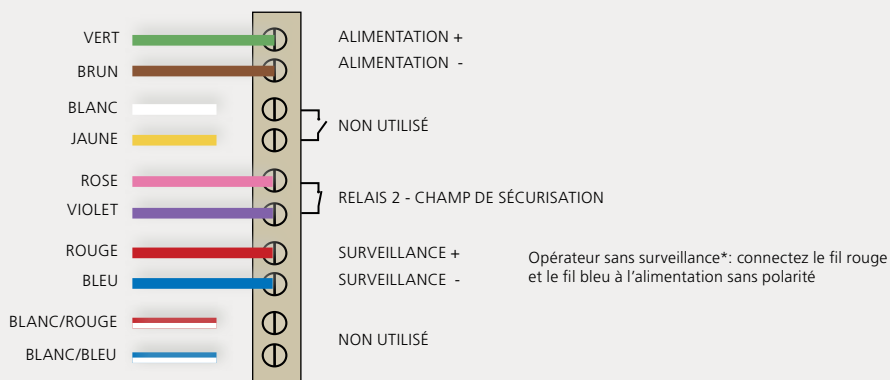 VERT
ALIMENTATION +
BRUN
ALIMENTATION -
BLANC
NON UTILISÉ
JAUNE
ROSE
RELAIS 2 - CHAMP DE SÉCURISATION
VIOLET
ROUGE
SURVEILLANCE +
Opérateur sans surveillance*: connectez le fil rouge
et le fil bleu à l'alimentation sans polarité
BLEU
SURVEILLANCE -
BLANC/ROUGE
NON UTILISÉ
BLANC/BLEU